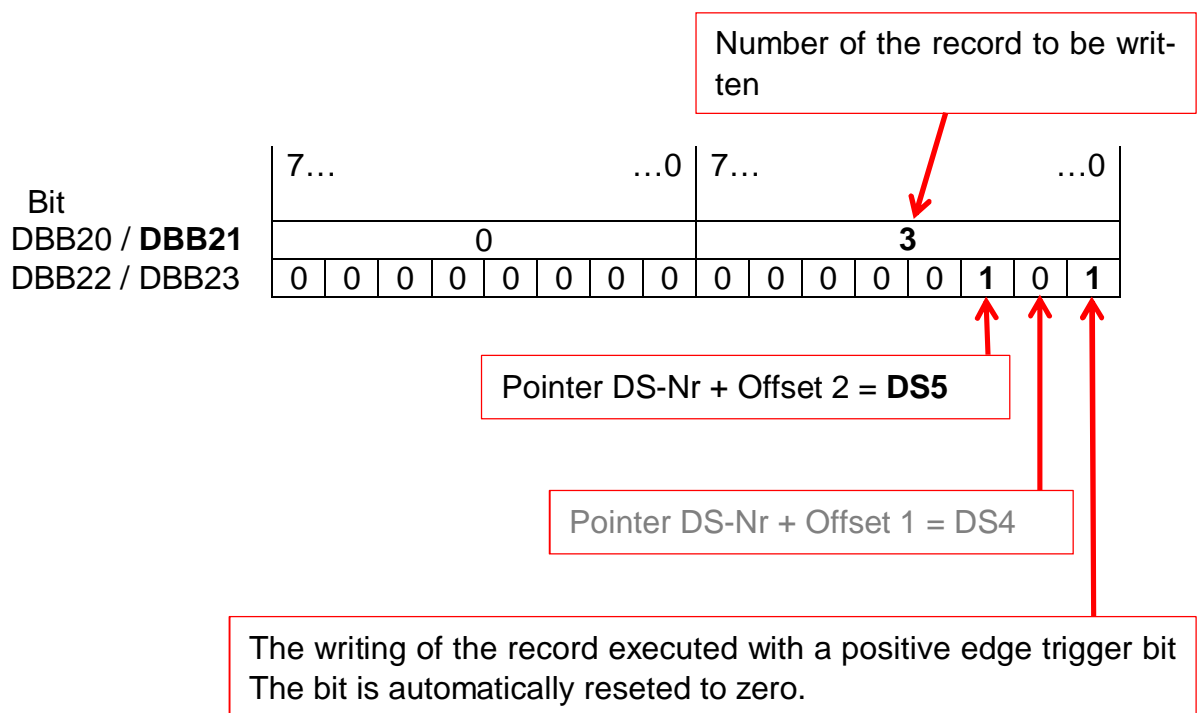 Number of the record to be writ-
ten
7… …0 7… …0
Bit
DBB20 / DBB21 0 3
DBB22 / DBB23 0 0 0 0 0 0 0 0 0 0 0 0 0 1 0 1
Pointer DS-Nr + Offset 2 = DS5
Pointer DS-Nr + Offset 1 = DS4
The writing of the record executed with a positive edge trigger bit
The bit is automatically reseted to zero.